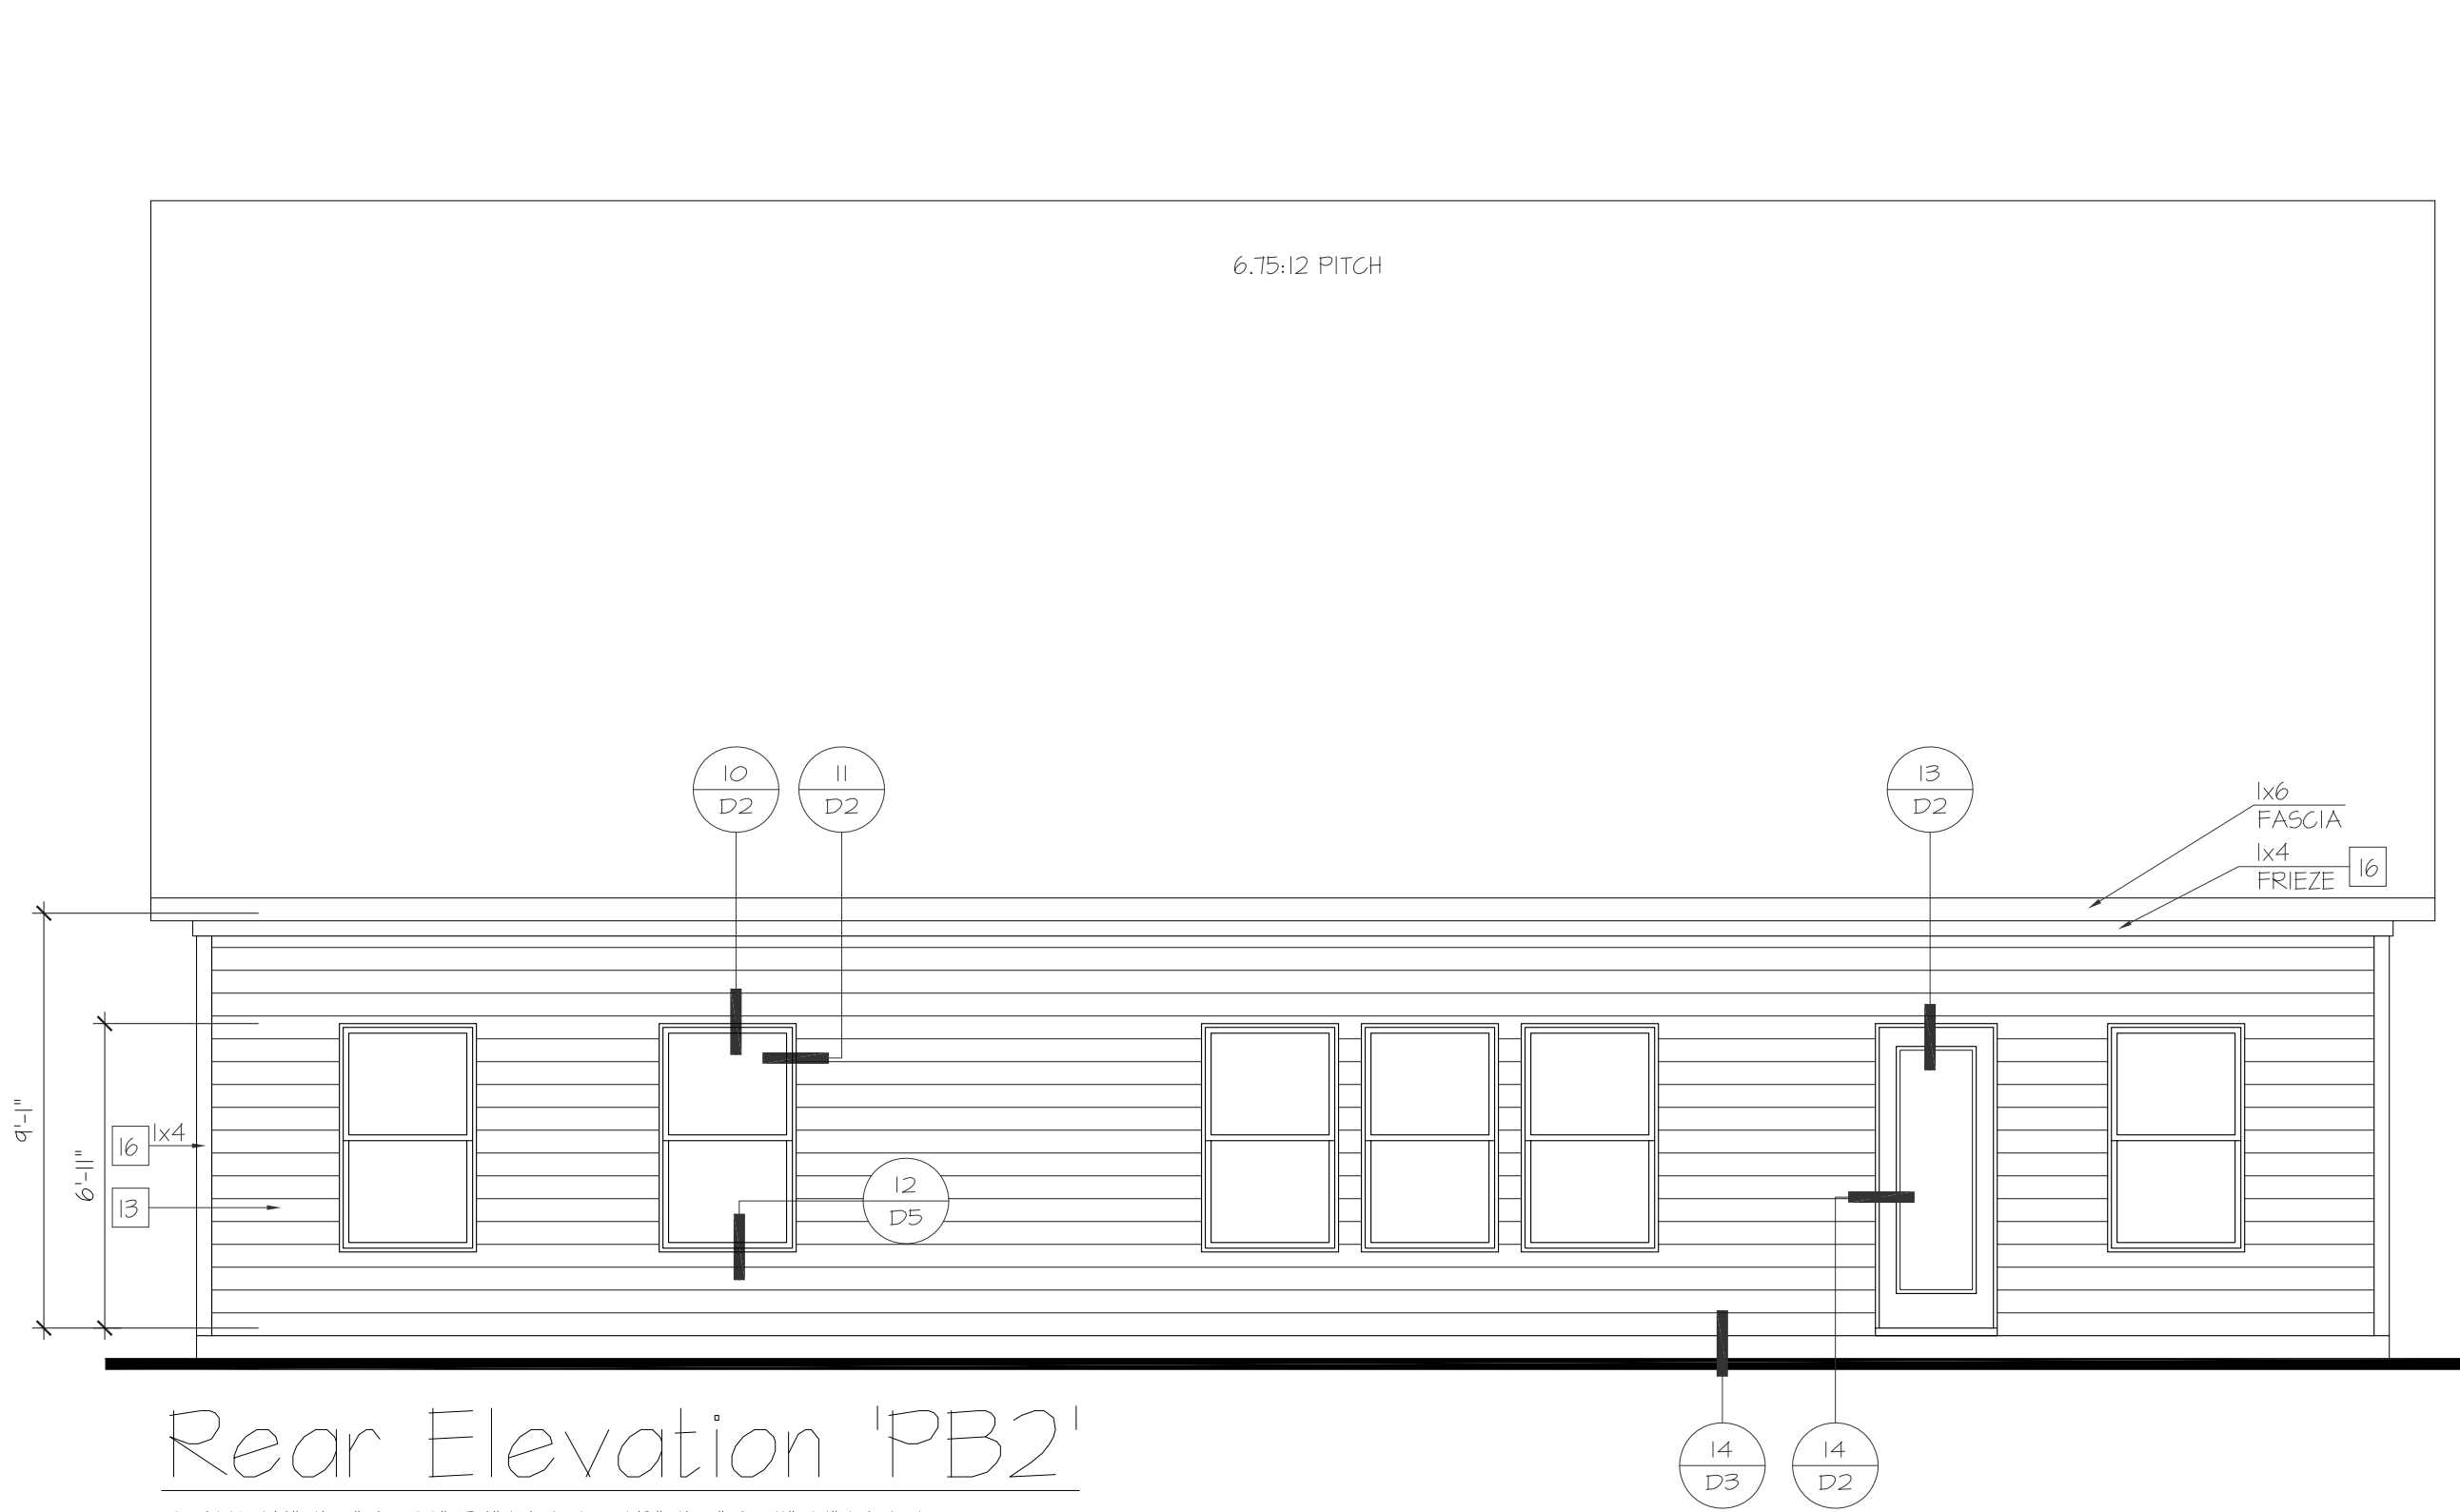 6.75:12 PITCH
10
D2
11
D2
13
D2
1x6
FASCIA
1x4
FRIEZE
16
9'-1"
6'-11"
16
1x4
13
12
D5
14
D3
14
D2
Rear Elevation 'PB2'